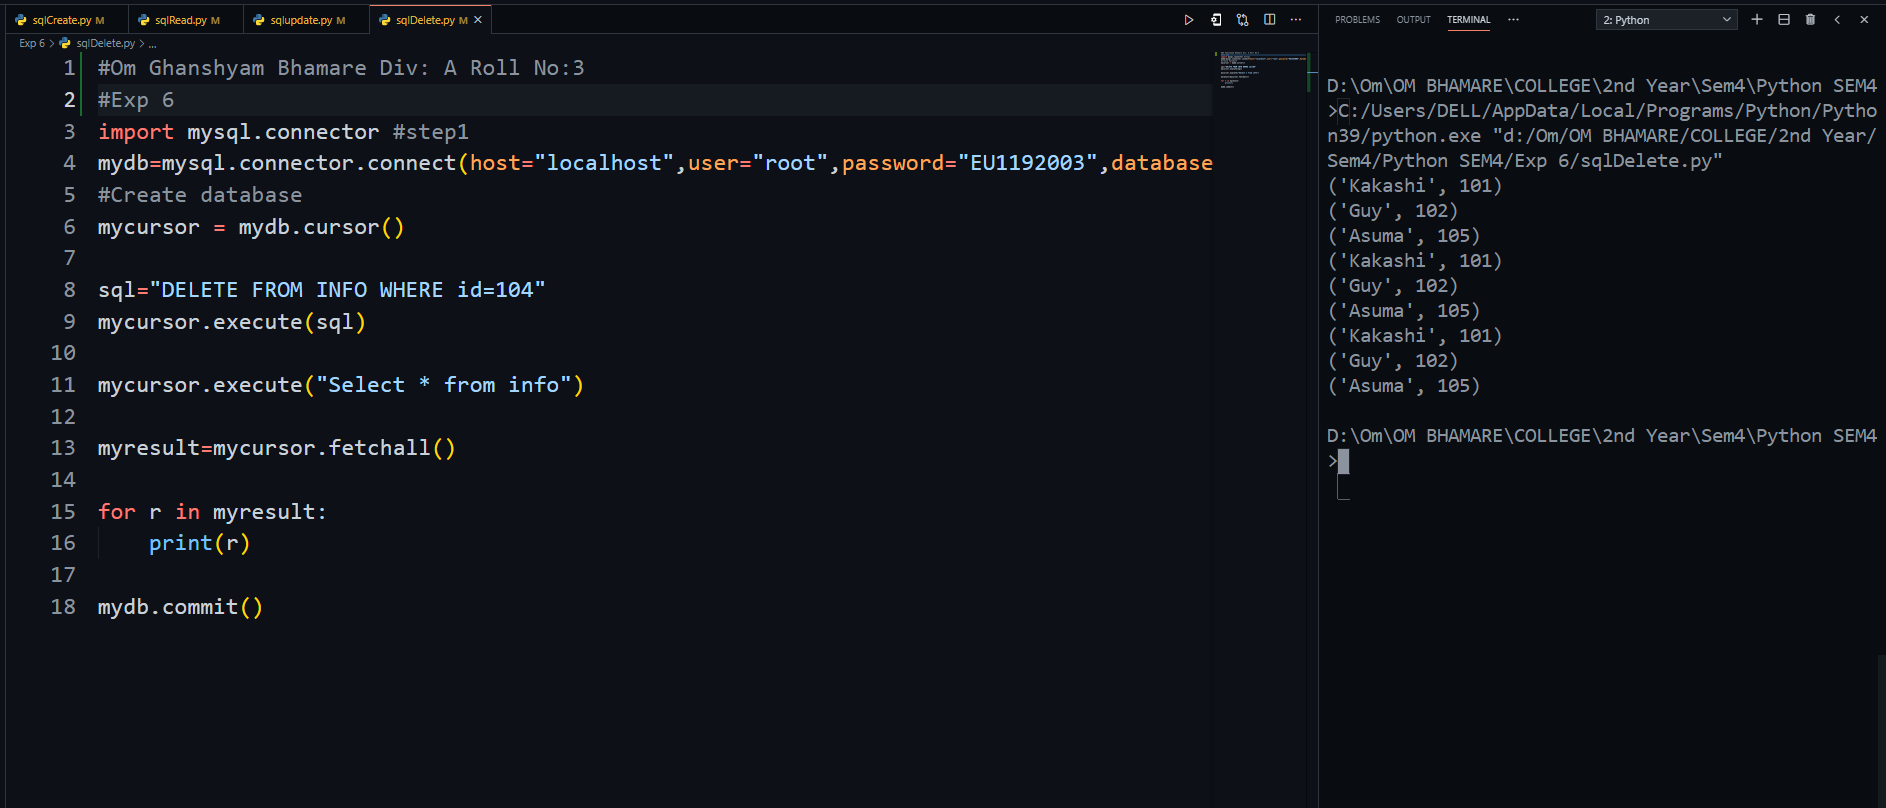 sqlCreate.py M
sqlRead.py M
sqlupdate.py M
sqlDelete.py M
Exp 6 > sqlDelete.py > ...
1 #Om Ghanshyam Bhamare Div: A Roll No:3
2 #Exp 6
3 import mysql.connector #step1
4 mydb=mysql.connector.connect(host="localhost",user="root",password="EU1192003",database
5 #Create database
6 mycursor = mydb.cursor()
7
8 sql="DELETE FROM INFO WHERE id=104"
9 mycursor.execute(sql)
10
11 mycursor.execute("Select * from info")
12
13 myresult=mycursor.fetchall()
14
15 for r in myresult:
16     print(r)
17
18 mydb.commit()
PROBLEMS OUTPUT TERMINAL ... 2: Python
D:\Om\OM BHAMARE\COLLEGE\2nd Year\Sem4\Python SEM4
>C:/Users/DELL/AppData/Local/Programs/Python/Pytho
n39/python.exe "d:/Om/OM BHAMARE/COLLEGE/2nd Year/
Sem4/Python SEM4/Exp 6/sqlDelete.py"
('Kakashi', 101)
('Guy', 102)
('Asuma', 105)
('Kakashi', 101)
('Guy', 102)
('Asuma', 105)
('Kakashi', 101)
('Guy', 102)
('Asuma', 105)
D:\Om\OM BHAMARE\COLLEGE\2nd Year\Sem4\Python SEM4
>